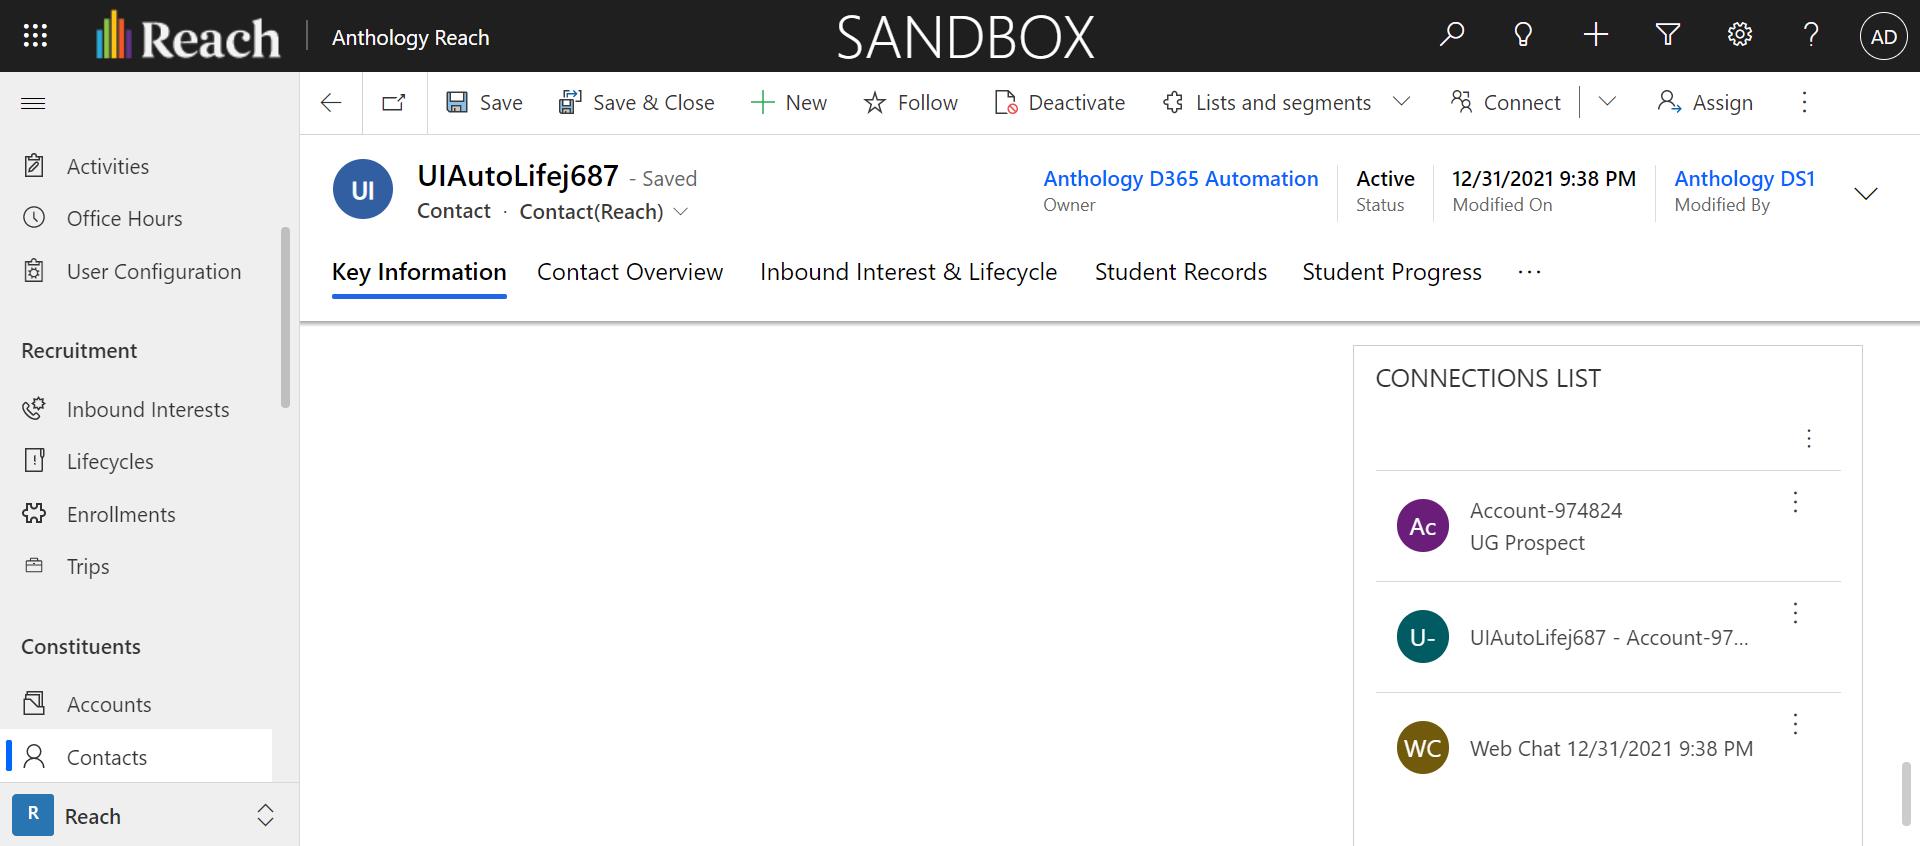 Reach
Anthology Reach
SANDBOX
AD
Save
Save & Close
New
Follow
Deactivate
Lists and segments
Connect
Assign
Activities
Office Hours
User Configuration
Recruitment
Inbound Interests
Lifecycles
Enrollments
Trips
Constituents
Accounts
Contacts
R
Reach
UI
UIAutoLifej687 - Saved
Contact · Contact(Reach)
Anthology D365 Automation
Owner
Active
Status
12/31/2021 9:38 PM
Modified On
Anthology DS1
Modified By
Key Information
Contact Overview
Inbound Interest & Lifecycle
Student Records
Student Progress
CONNECTIONS LIST
Ac
Account-974824
UG Prospect
U-
UIAutoLifej687 - Account-97...
WC
Web Chat 12/31/2021 9:38 PM